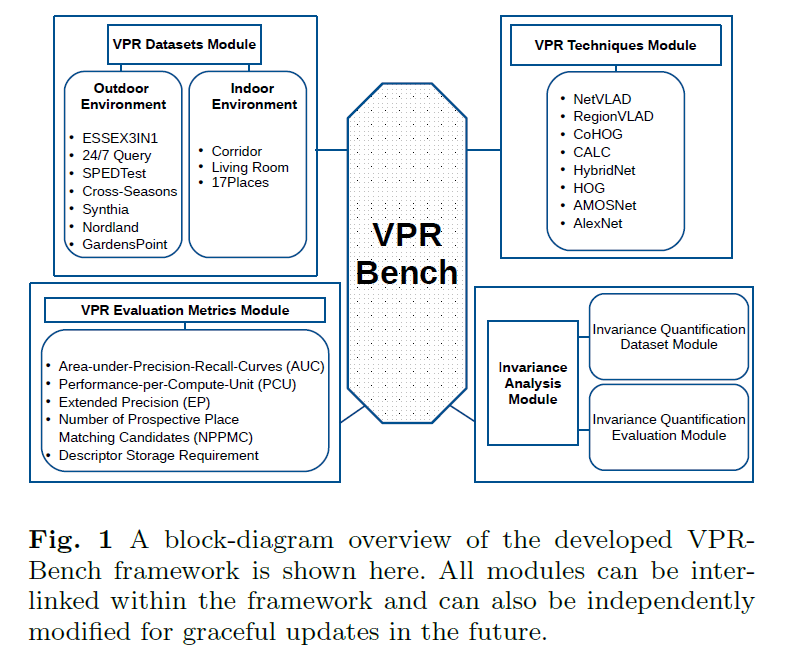 VPR Datasets Module
Outdoor
Environment
• ESSEX3IN1
• 24/7 Query
• SPEDTest
• Cross-Seasons
• Synthia
• Nordland
• GardensPoint
Indoor
Environment
• Corridor
• Living Room
• 17Places
VPR
Bench
VPR Techniques Module
• NetVLAD
• RegionVLAD
• CoHOG
• CALC
• HybridNet
• HOG
• AMOSNet
• AlexNet
VPR Evaluation Metrics Module
• Area-under-Precision-Recall-Curves (AUC)
• Performance-per-Compute-Unit (PCU)
• Extended Precision (EP)
• Number of Prospective Place
Matching Candidates (NPPMC)
• Descriptor Storage Requirement
Invariance
Analysis
Module
Invariance Quantification
Dataset Module
Invariance Quantification
Evaluation Module
Fig. 1 A block-diagram overview of the developed VPR-
Bench framework is shown here. All modules can be inter-
linked within the framework and can also be independently
modified for graceful updates in the future.